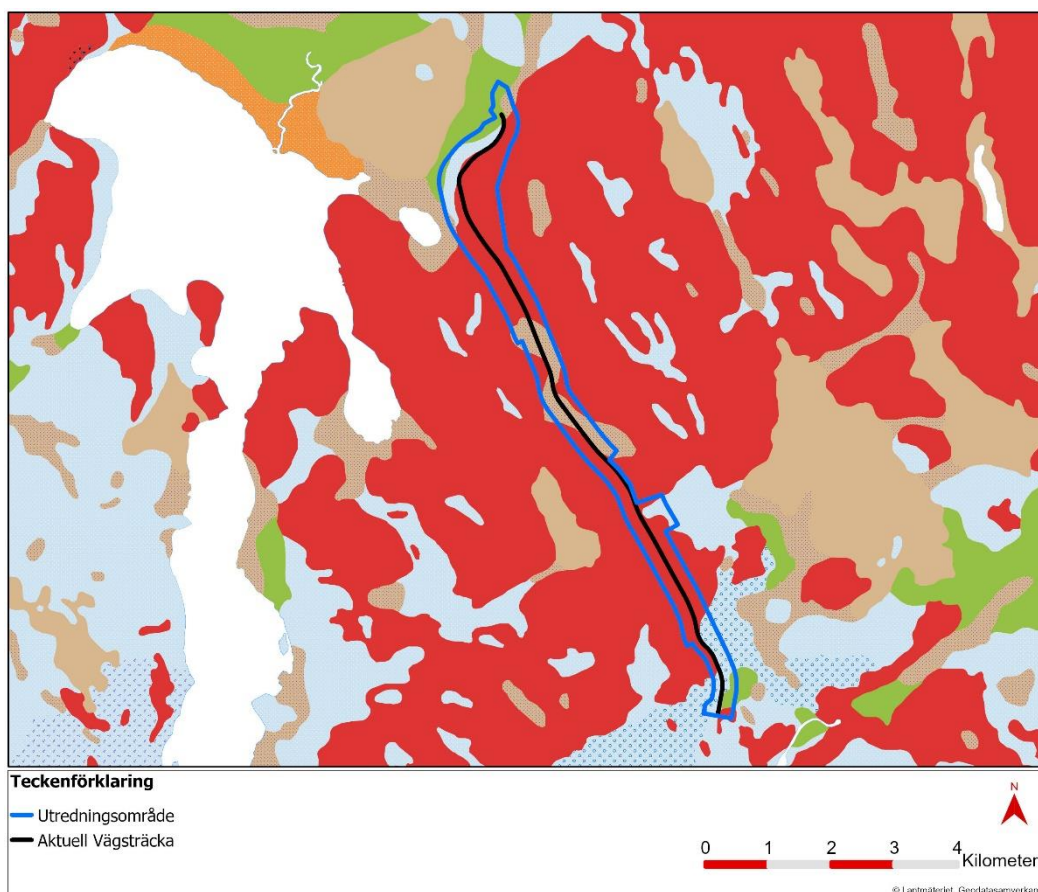 Teckenförklaring
Utredningsområde
Aktuell Vägsträcka
N
0 1 2 3 4
Kilometer
© Lantmäteriet, Geodatasamverkan